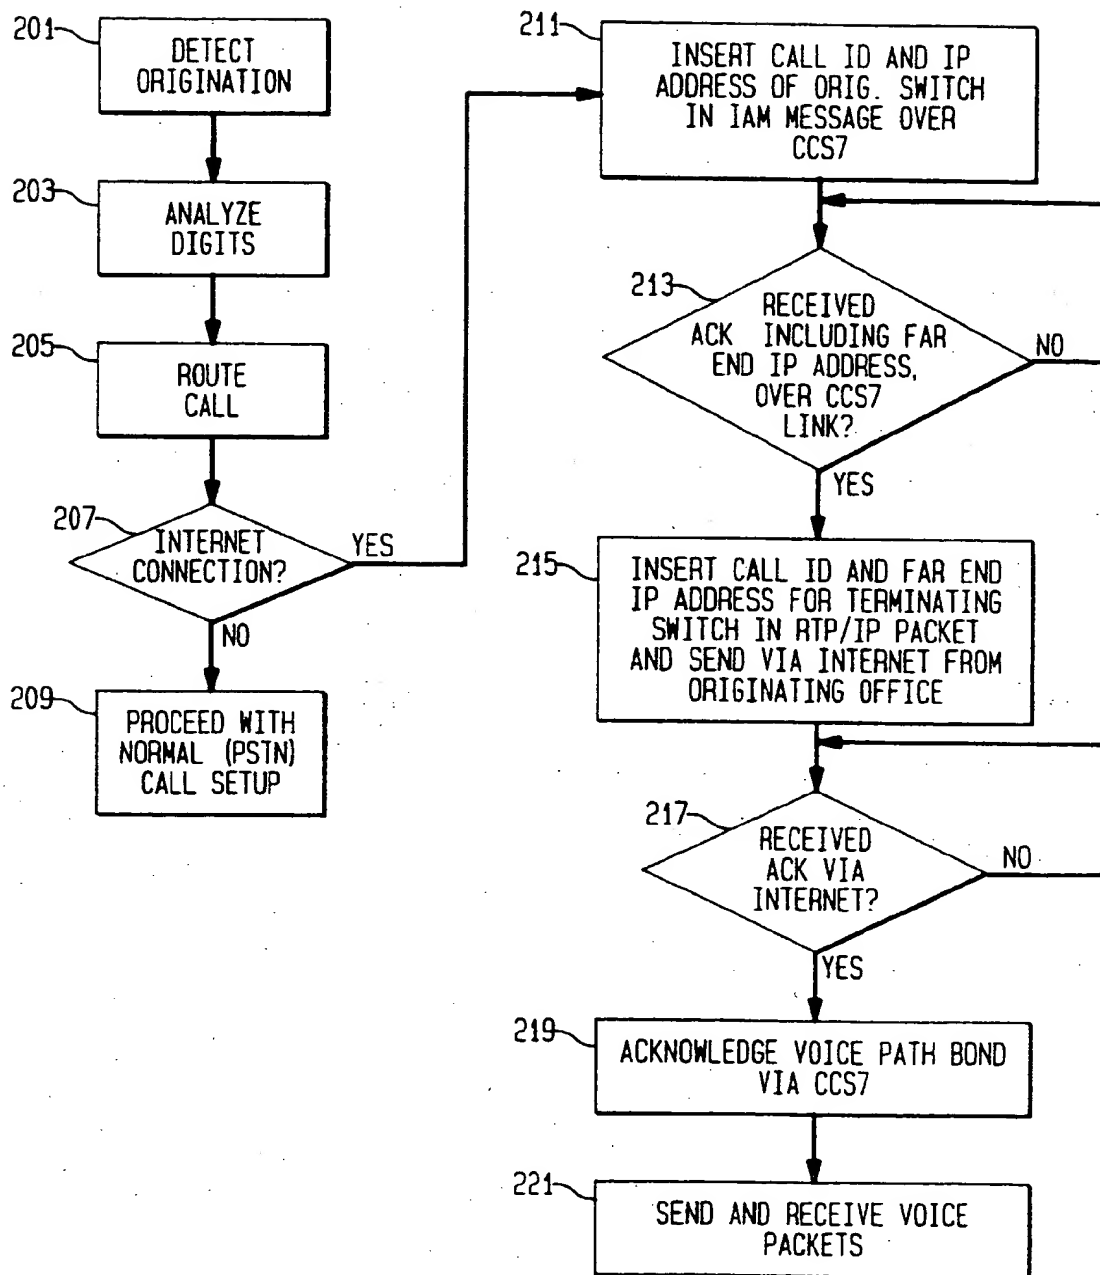 201
DETECT
ORIGINATION
203
ANALYZE
DIGITS
205
ROUTE
CALL
207
INTERNET
CONNECTION?
YES
NO
209
PROCEED WITH
NORMAL (PSTN)
CALL SETUP
211
INSERT CALL ID AND IP
ADDRESS OF ORIG. SWITCH
IN IAM MESSAGE OVER
CCS7
213
RECEIVED
ACK INCLUDING FAR
END IP ADDRESS,
OVER CCS7
LINK?
NO
YES
215
INSERT CALL ID AND FAR END
IP ADDRESS FOR TERMINATING
SWITCH IN RTP/IP PACKET
AND SEND VIA INTERNET FROM
ORIGINATING OFFICE
217
RECEIVED
ACK VIA
INTERNET?
NO
YES
219
ACKNOWLEDGE VOICE PATH BOND
VIA CCS7
221
SEND AND RECEIVE VOICE
PACKETS